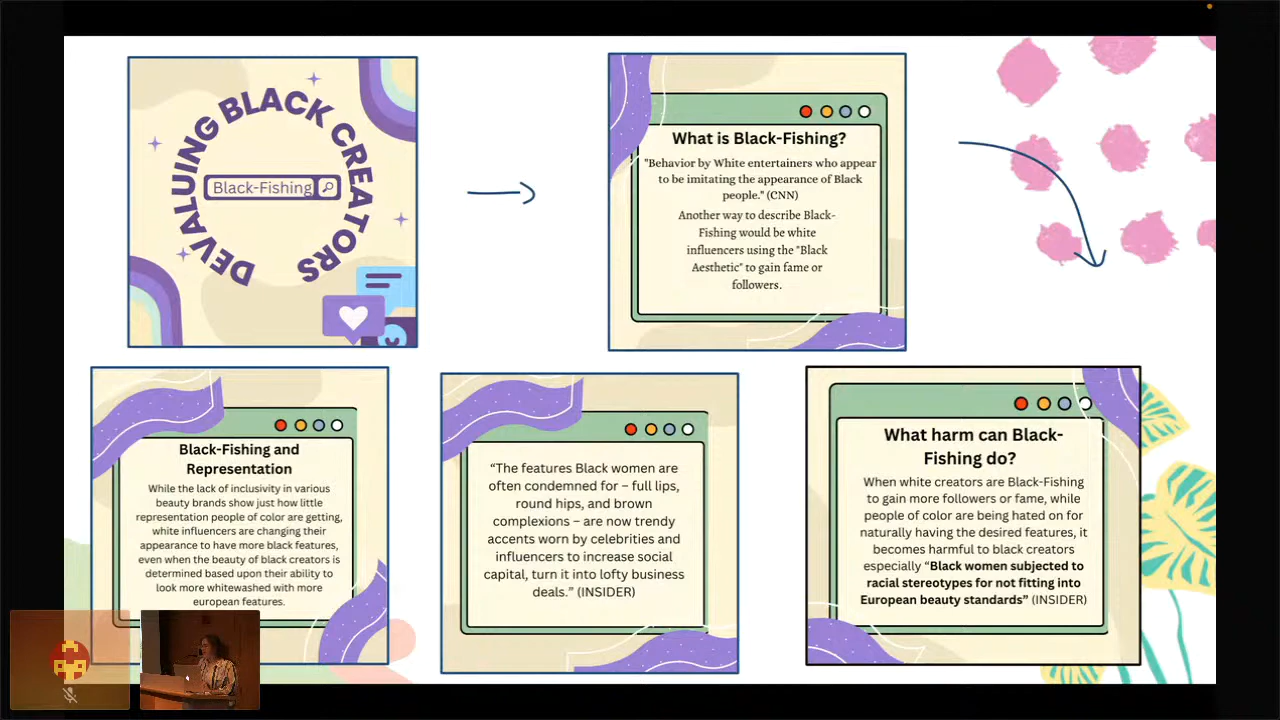 DEVALUING BLACK CREATORS
Black-Fishing
What is Black-Fishing?
"Behavior by White entertainers who appear
to be imitating the appearance of Black
people." (CNN)
Another way to describe Black-
Fishing would be white
influencers using the "Black
Aesthetic" to gain fame or
followers.
Black-Fishing and
Representation
While the lack of inclusivity in various
beauty brands show just how little
representation people of color are getting,
white influencers are changing their
appearance to have more black features,
even when the beauty of black creators is
determined based upon their ability to
look more whitewashed with more
european features.
“The features Black women are
often condemned for – full lips,
round hips, and brown
complexions – are now trendy
accents worn by celebrities and
influencers to increase social
capital, turn it into lofty business
deals.” (INSIDER)
What harm can Black-
Fishing do?
When white creators are Black-Fishing
to gain more followers or fame, while
people of color are being hated on for
naturally having the desired features, it
becomes harmful to black creators
especially “Black women subjected to
racial stereotypes for not fitting into
European beauty standards” (INSIDER)